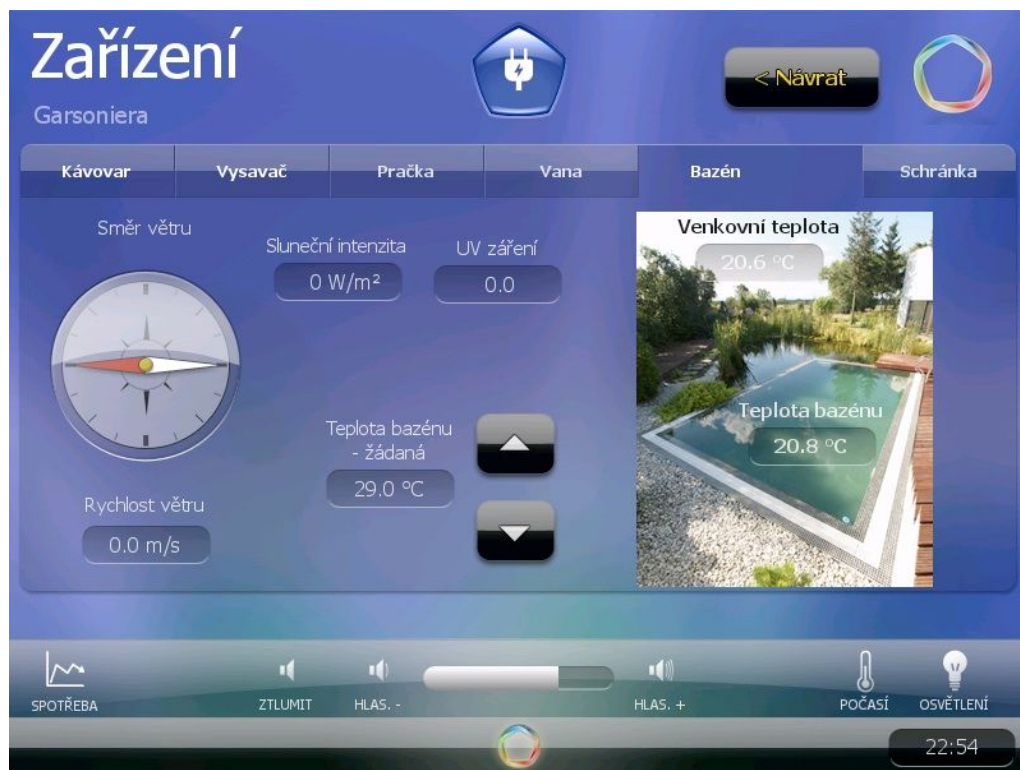 Zařízení
Garsoniera
< Návrat
Kávovar
Vysavač
Pračka
Vana
Bazén
Schránka
Směr větru
Sluneční intenzita
0 W/m²
UV záření
0.0
Venkovní teplota
20.6 °C
Teplota bazénu
- žádaná
29.0 °C
Teplota bazénu
20.8 °C
Rychlost větru
0.0 m/s
SPOTŘEBA
ZTLUMIT
HLAS. -
HLAS. +
POČASÍ
OSVĚTLENÍ
22:54